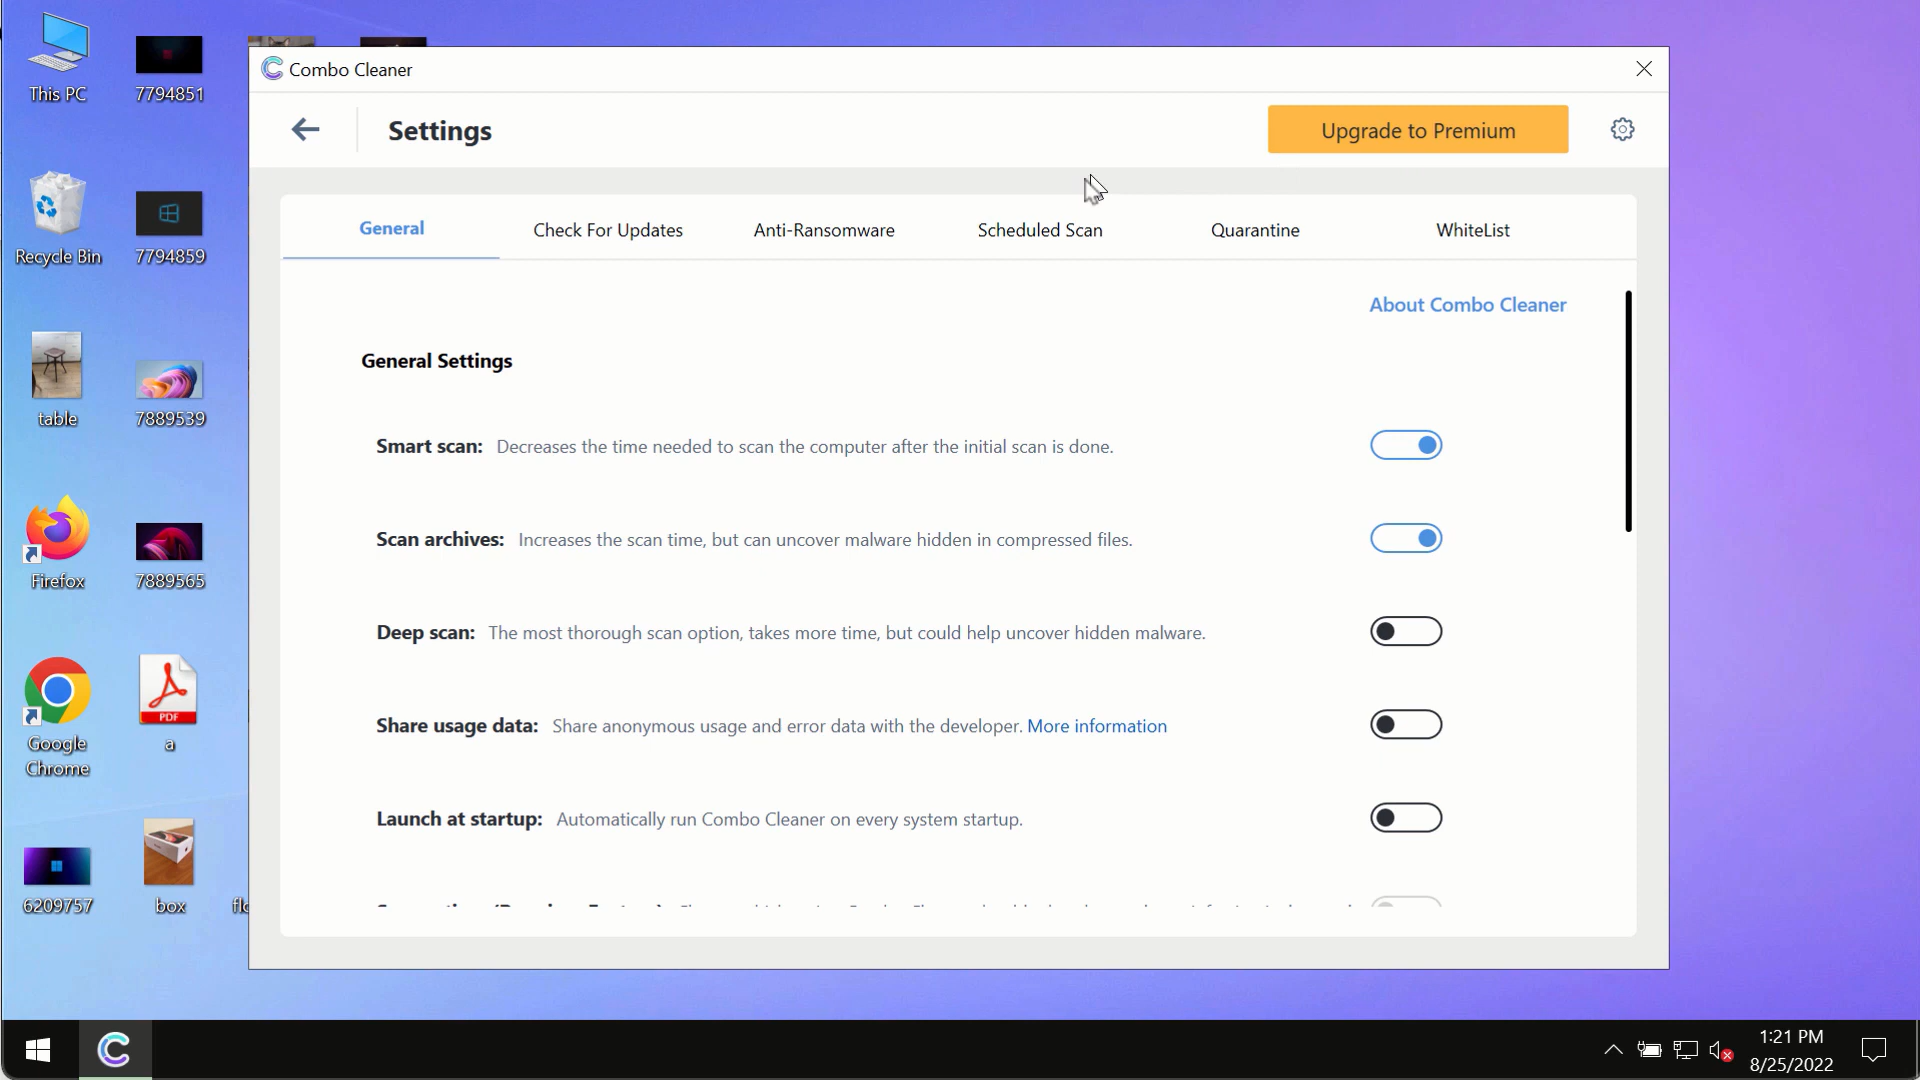 This PC
7794851
Recycle Bin
7794859
table
7889539
Firefox
7889565
Google
Chrome
PDF
a
6209757
box
Combo Cleaner
Settings
Upgrade to Premium
General
Check For Updates
Anti-Ransomware
Scheduled Scan
Quarantine
WhiteList
About Combo Cleaner
General Settings
Smart scan: Decreases the time needed to scan the computer after the initial scan is done.
Scan archives: Increases the scan time, but can uncover malware hidden in compressed files.
Deep scan: The most thorough scan option, takes more time, but could help uncover hidden malware.
Share usage data: Share anonymous usage and error data with the developer. More information
Launch at startup: Automatically run Combo Cleaner on every system startup.
1:21 PM
8/25/2022